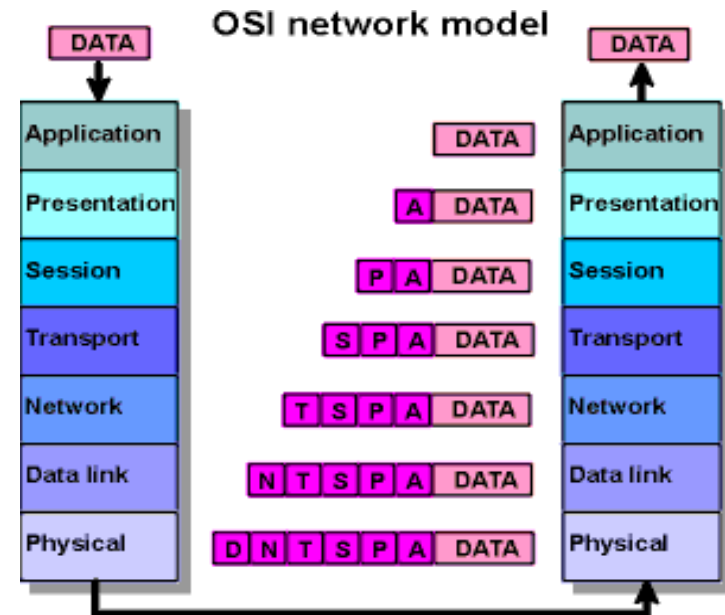 OSI network model
DATA DATA
Application DATA Application
Presentation A DATA Presentation
Session P A DATA Session
Transport S P A DATA Transport
Network T S P A DATA Network
Data link N T S P A DATA Data link
Physical D N T S P A DATA Physical